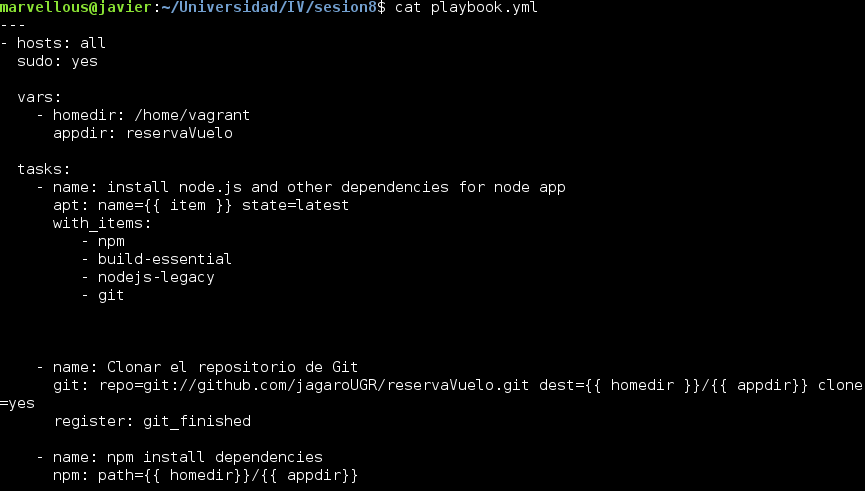 marvellous@javier:~/Universidad/IV/sesion8$ cat playbook.yml
---
- hosts: all
  sudo: yes

  vars:
    - homedir: /home/vagrant
      appdir: reservaVuelo

  tasks:
    - name: install node.js and other dependencies for node app
      apt: name={{ item }} state=latest
      with_items:
         - npm
         - build-essential
         - nodejs-legacy
         - git

    - name: Clonar el repositorio de Git
      git: repo=git://github.com/jagaroUGR/reservaVuelo.git dest={{ homedir }}/{{ appdir}} clone
=yes
      register: git_finished

    - name: npm install dependencies
      npm: path={{ homedir}}/{{ appdir}}